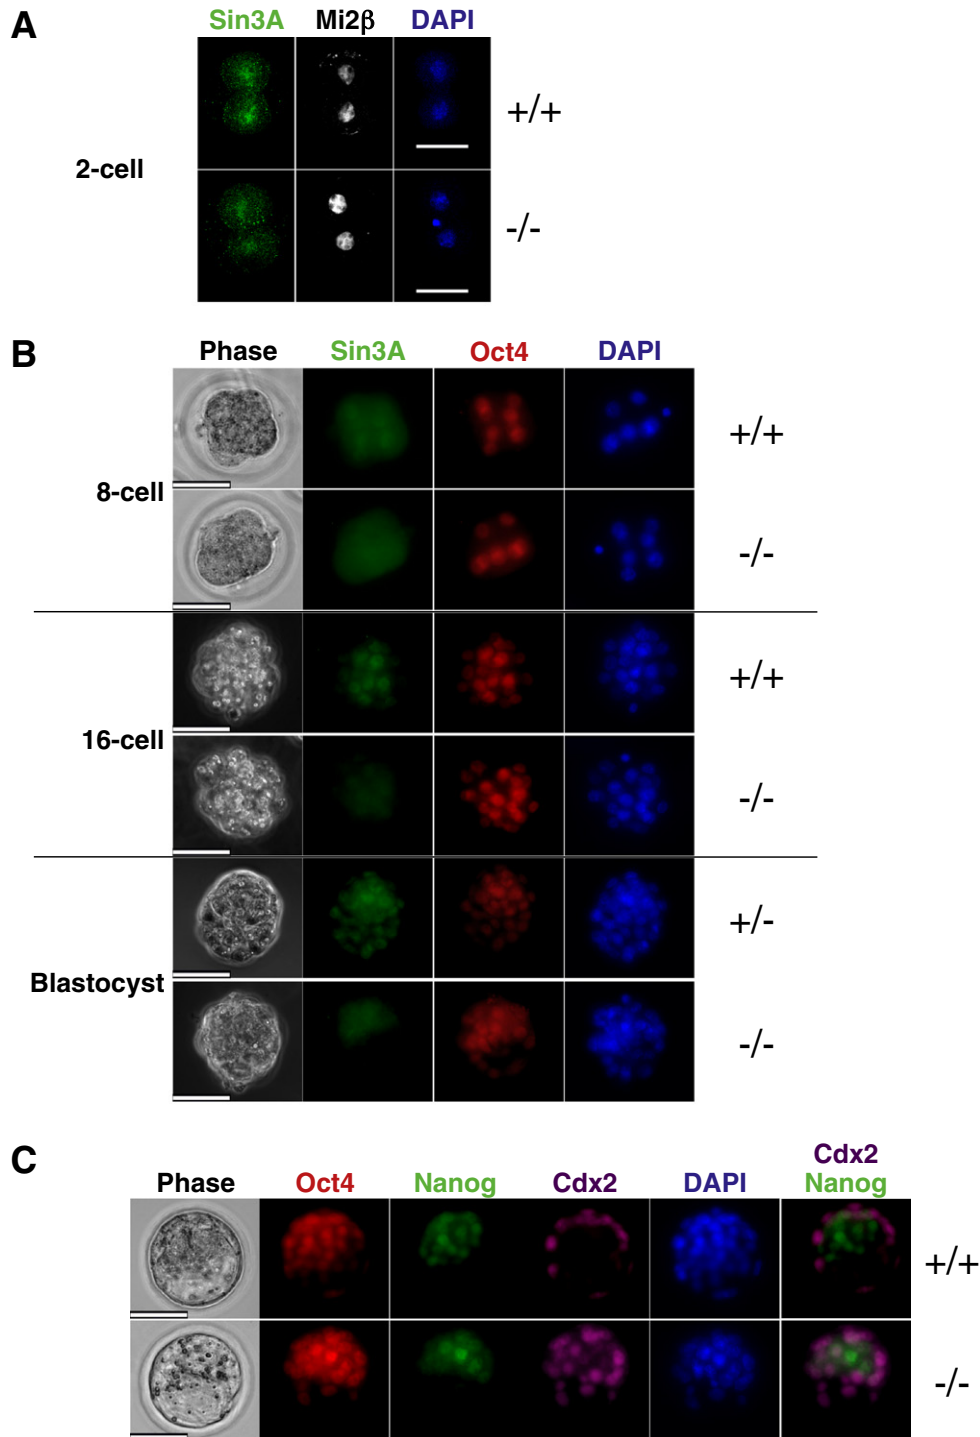 A
Sin3A Mi2β DAPI
2-cell
+/+
-/-
B
Phase Sin3A Oct4 DAPI
8-cell
+/+
-/-
16-cell
+/+
-/-
Blastocyst
+/-
-/-
C
Phase Oct4 Nanog Cdx2 DAPI Cdx2
Nanog
+/+
-/-